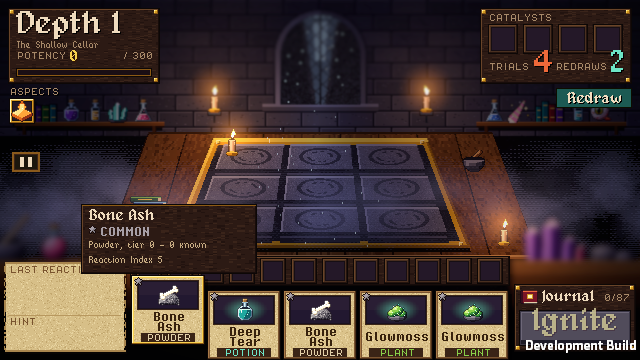 Depth 1
The Shallow Cellar
POTENCY 0 / 300
ASPECTS
CATALYSTS
TRIALS 4 REDRAWS 2
Redraw
Bone Ash
COMMON
Powder, tier 0 - 0 known
Reaction Index 5
LAST REACTI
HINT
Bone Ash
POWDER
Deep Tear
POTION
Bone Ash
POWDER
Glowmoss
PLANT
Glowmoss
PLANT
Journal 0/87
Ignite
Development Build